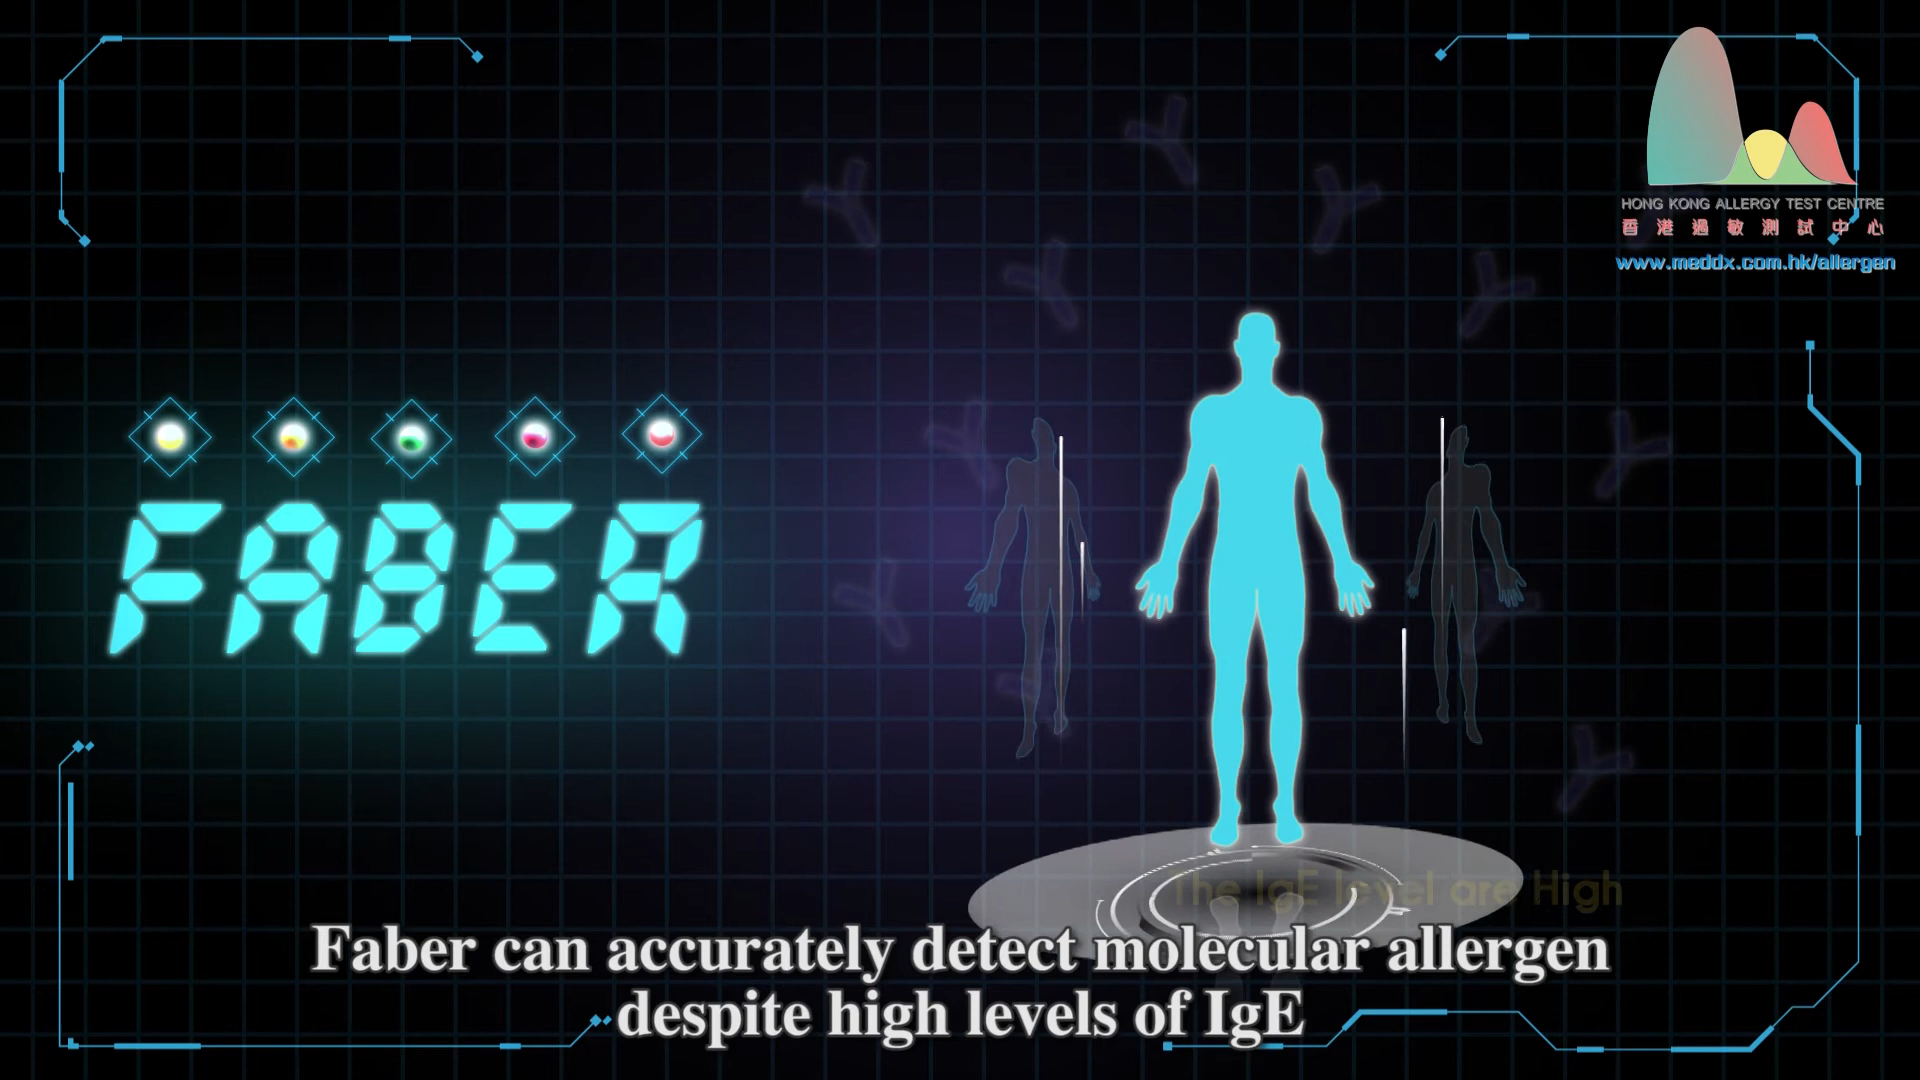 HONG KONG ALLERGY TEST CENTRE
香港過敏測試中心
www.meddx.com.hk/allergen
FABER
The IgE level are High
Faber can accurately detect molecular allergen
despite high levels of IgE